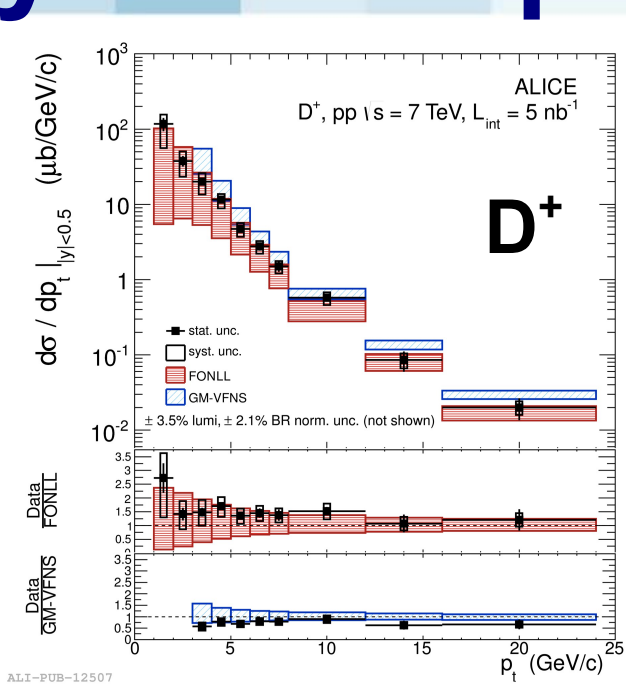 10³
10²
10
1
10⁻¹
10⁻²
dσ / dp_t |_|y|<0.5 (μb/GeV/c)
ALICE
D⁺, pp √s = 7 TeV, L_int = 5 nb⁻¹
D⁺
stat. unc.
syst. unc.
FONLL
GM-VFNS
± 3.5% lumi, ± 2.1% BR norm. unc. (not shown)
Data
FONLL
3.5
3
2.5
2
1.5
1
0.5
0
Data
GM-VFNS
3.5
3
2.5
2
1.5
1
0.5
0
0 5 10 15 20 25
p_t (GeV/c)
ALI-PUB-12507